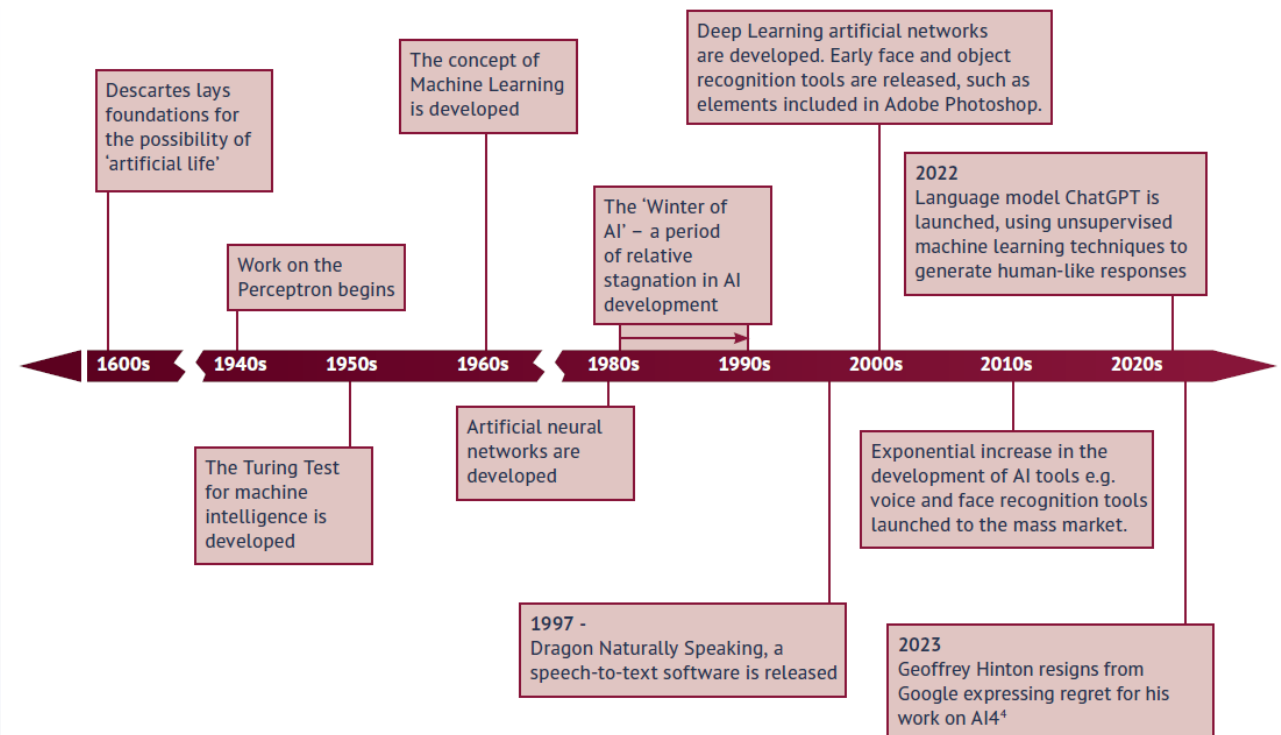 Descartes lays
foundations for
the possibility of
‘artificial life’
Work on the
Perceptron begins
The concept of
Machine Learning
is developed
The ‘Winter of
AI’ – a period
of relative
stagnation in AI
development
Deep Learning artificial networks
are developed. Early face and object
recognition tools are released, such as
elements included in Adobe Photoshop.
2022
Language model ChatGPT is
launched, using unsupervised
machine learning techniques to
generate human-like responses
1600s 1940s 1950s 1960s 1980s 1990s 2000s 2010s 2020s
The Turing Test
for machine
intelligence is
developed
Artificial neural
networks are
developed
1997 -
Dragon Naturally Speaking, a
speech-to-text software is released
Exponential increase in the
development of AI tools e.g.
voice and face recognition tools
launched to the mass market.
2023
Geoffrey Hinton resigns from
Google expressing regret for his
work on AI4⁴